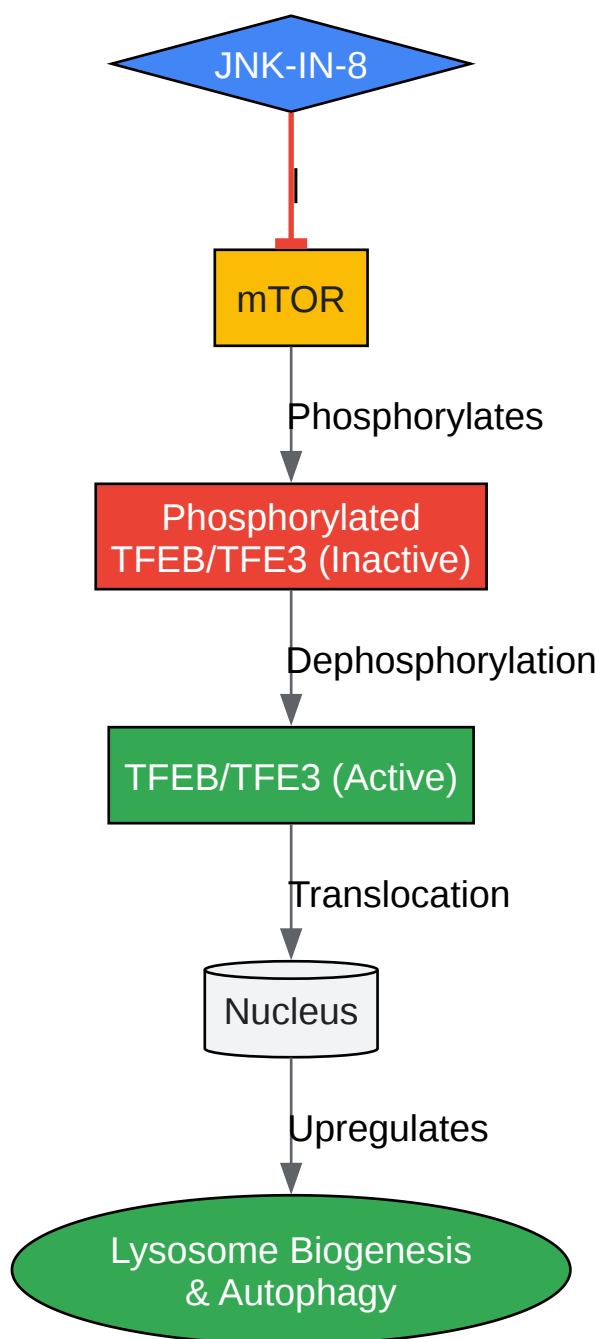 JNK-IN-8
|
mTOR
Phosphorylates
Phosphorylated
TFEB/TFE3 (Inactive)
Dephosphorylation
TFEB/TFE3 (Active)
Translocation
Nucleus
Upregulates
Lysosome Biogenesis
& Autophagy